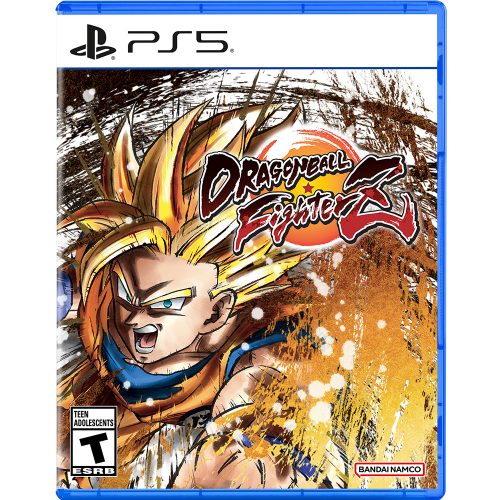 PS5
DRAGONBALL
FighterZ
TEEN
ADOLESCENTS
T
ESRB
BANDAI NAMCO